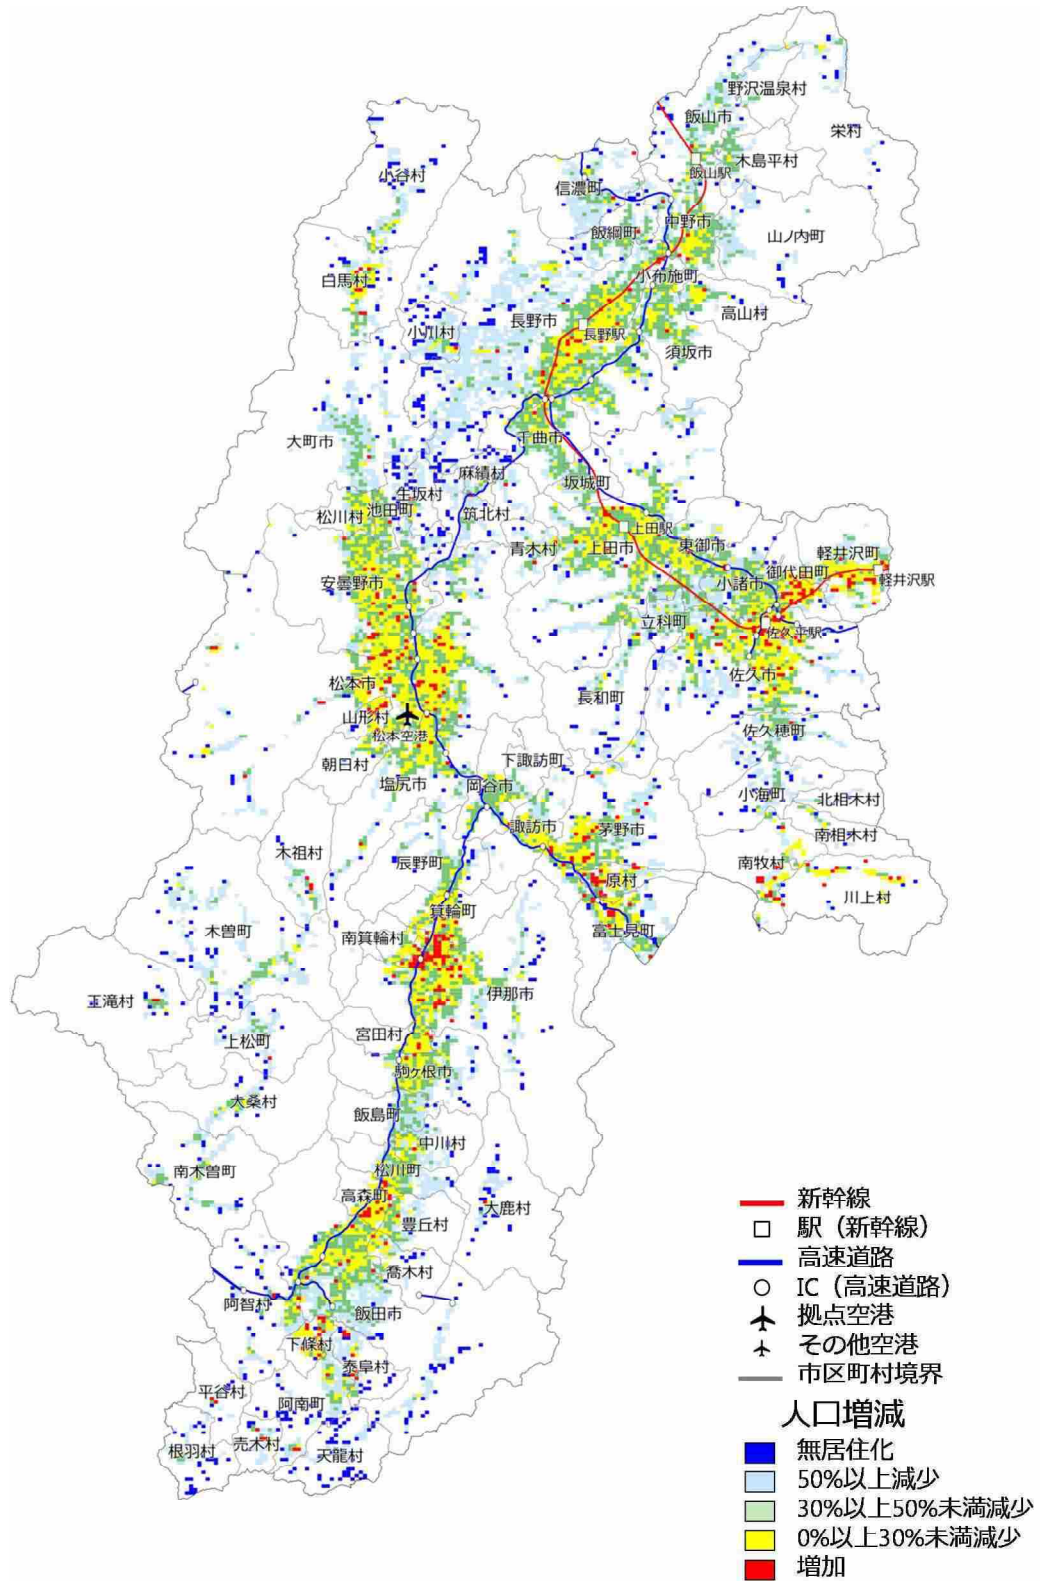 野沢温泉村
飯山市
栄村
木島平村
飯山駅
小谷村
信濃町
中野市
飯綱町
山ノ内町
小布施町
白馬村
高山村
長野市
小川村
長野駅
須坂市
大町市
千曲市
麻績村
坂城町
生坂村
池田町
松川村
筑北村
上田駅
青木村
上田市
東御市
軽井沢町
御代田町
軽井沢駅
安曇野市
小諸市
立科町
佐久平駅
佐久市
松本市
長和町
山形村
松本空港
佐久穂町
朝日村
下諏訪町
塩尻市
岡谷市
小海町
北相木村
諏訪市
茅野市
南相木村
木祖村
辰野町
南牧村
原村
川上村
箕輪町
木曽町
南箕輪村
富士見町
王滝村
伊那市
上松町
宮田村
駒ヶ根市
大桑村
飯島町
中川村
南木曽町
松川町
高森町
大鹿村
豊丘村
喬木村
阿智村
飯田市
下條村
泰阜村
平谷村
阿南町
売木村
根羽村
天龍村
新幹線
駅（新幹線）
高速道路
IC（高速道路）
拠点空港
その他空港
市区町村境界
人口増減
無居住化
50%以上減少
30%以上50%未満減少
0%以上30%未満減少
増加